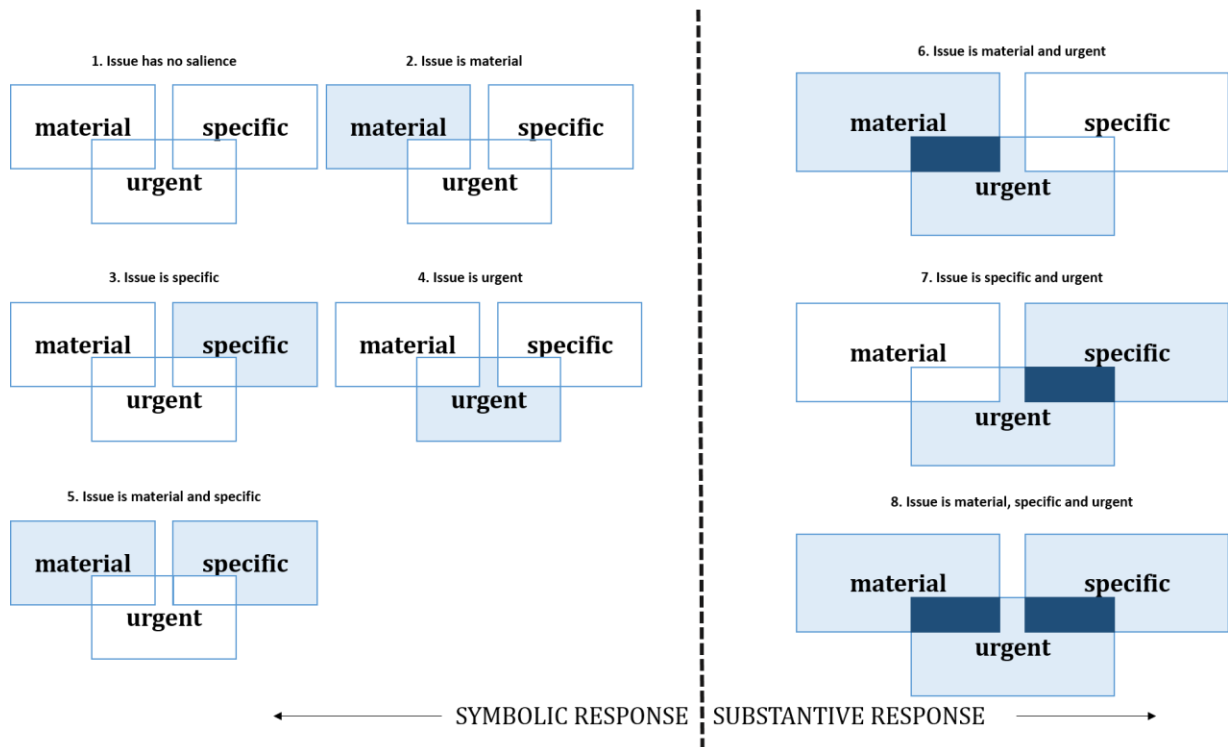 1. Issue has no salience
material
specific
urgent
2. Issue is material
material
specific
urgent
3. Issue is specific
material
specific
urgent
4. Issue is urgent
material
specific
urgent
5. Issue is material and specific
material
specific
urgent
6. Issue is material and urgent
material
specific
urgent
7. Issue is specific and urgent
material
specific
urgent
8. Issue is material, specific and urgent
material
specific
urgent
SYMBOLIC RESPONSE
SUBSTANTIVE RESPONSE